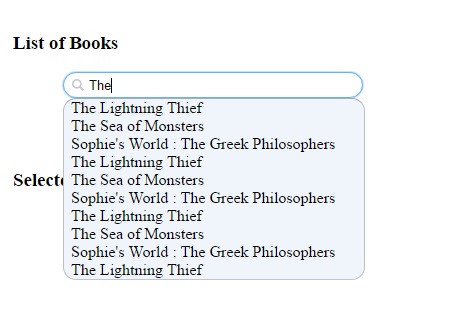 List of Books
The
The Lightning Thief
The Sea of Monsters
Sophie's World : The Greek Philosophers
The Lightning Thief
Selecte
The Sea of Monsters
Sophie's World : The Greek Philosophers
The Lightning Thief
The Sea of Monsters
Sophie's World : The Greek Philosophers
The Lightning Thief